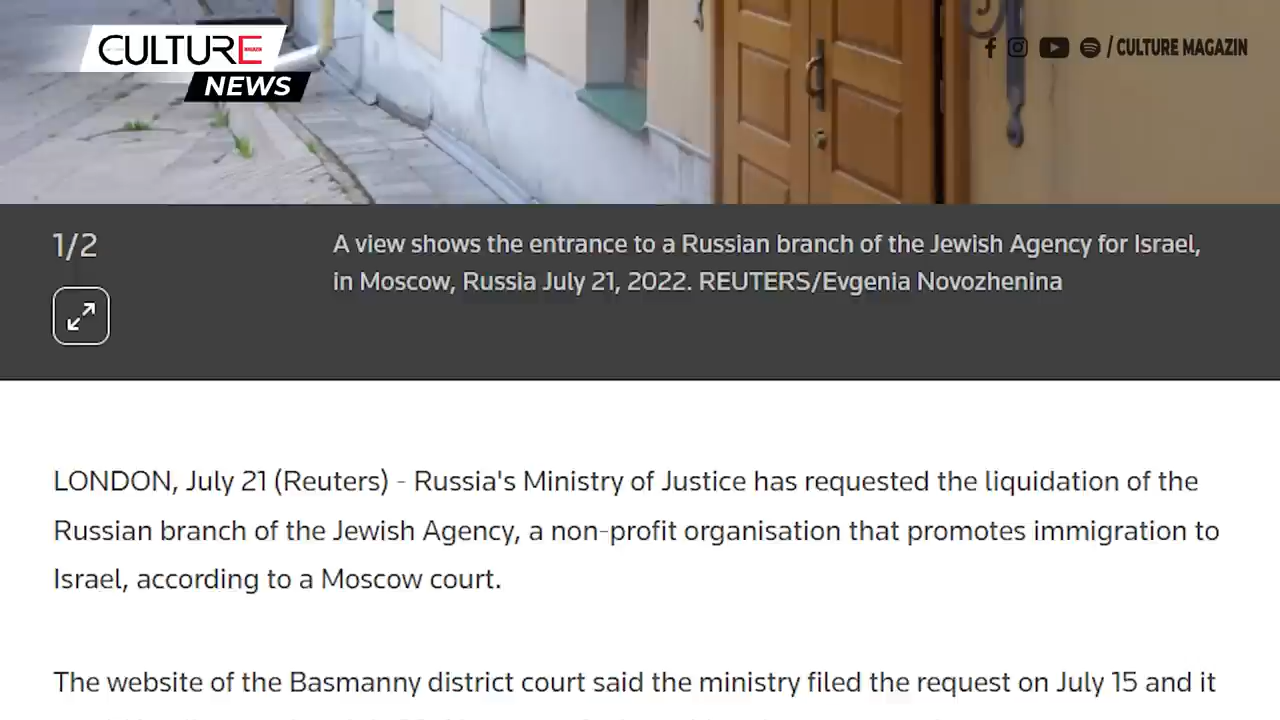 CULTURE
NEWS
/ CULTURE MAGAZIN
1/2
A view shows the entrance to a Russian branch of the Jewish Agency for Israel,
in Moscow, Russia July 21, 2022. REUTERS/Evgenia Novozhenina
LONDON, July 21 (Reuters) - Russia's Ministry of Justice has requested the liquidation of the
Russian branch of the Jewish Agency, a non-profit organisation that promotes immigration to
Israel, according to a Moscow court.
The website of the Basmanny district court said the ministry filed the request on July 15 and it